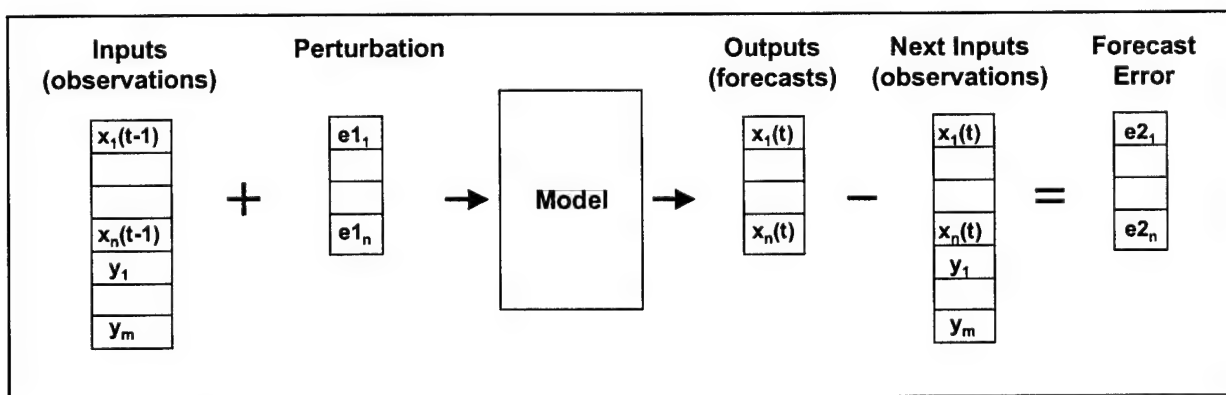 Inputs
(observations)
x₁(t-1)
xₙ(t-1)
y₁
yₘ
+
Perturbation
e1₁
e1ₙ
Model
Outputs
(forecasts)
x₁(t)
xₙ(t)
−
Next Inputs
(observations)
x₁(t)
xₙ(t)
y₁
yₘ
=
Forecast
Error
e2₁
e2ₙ